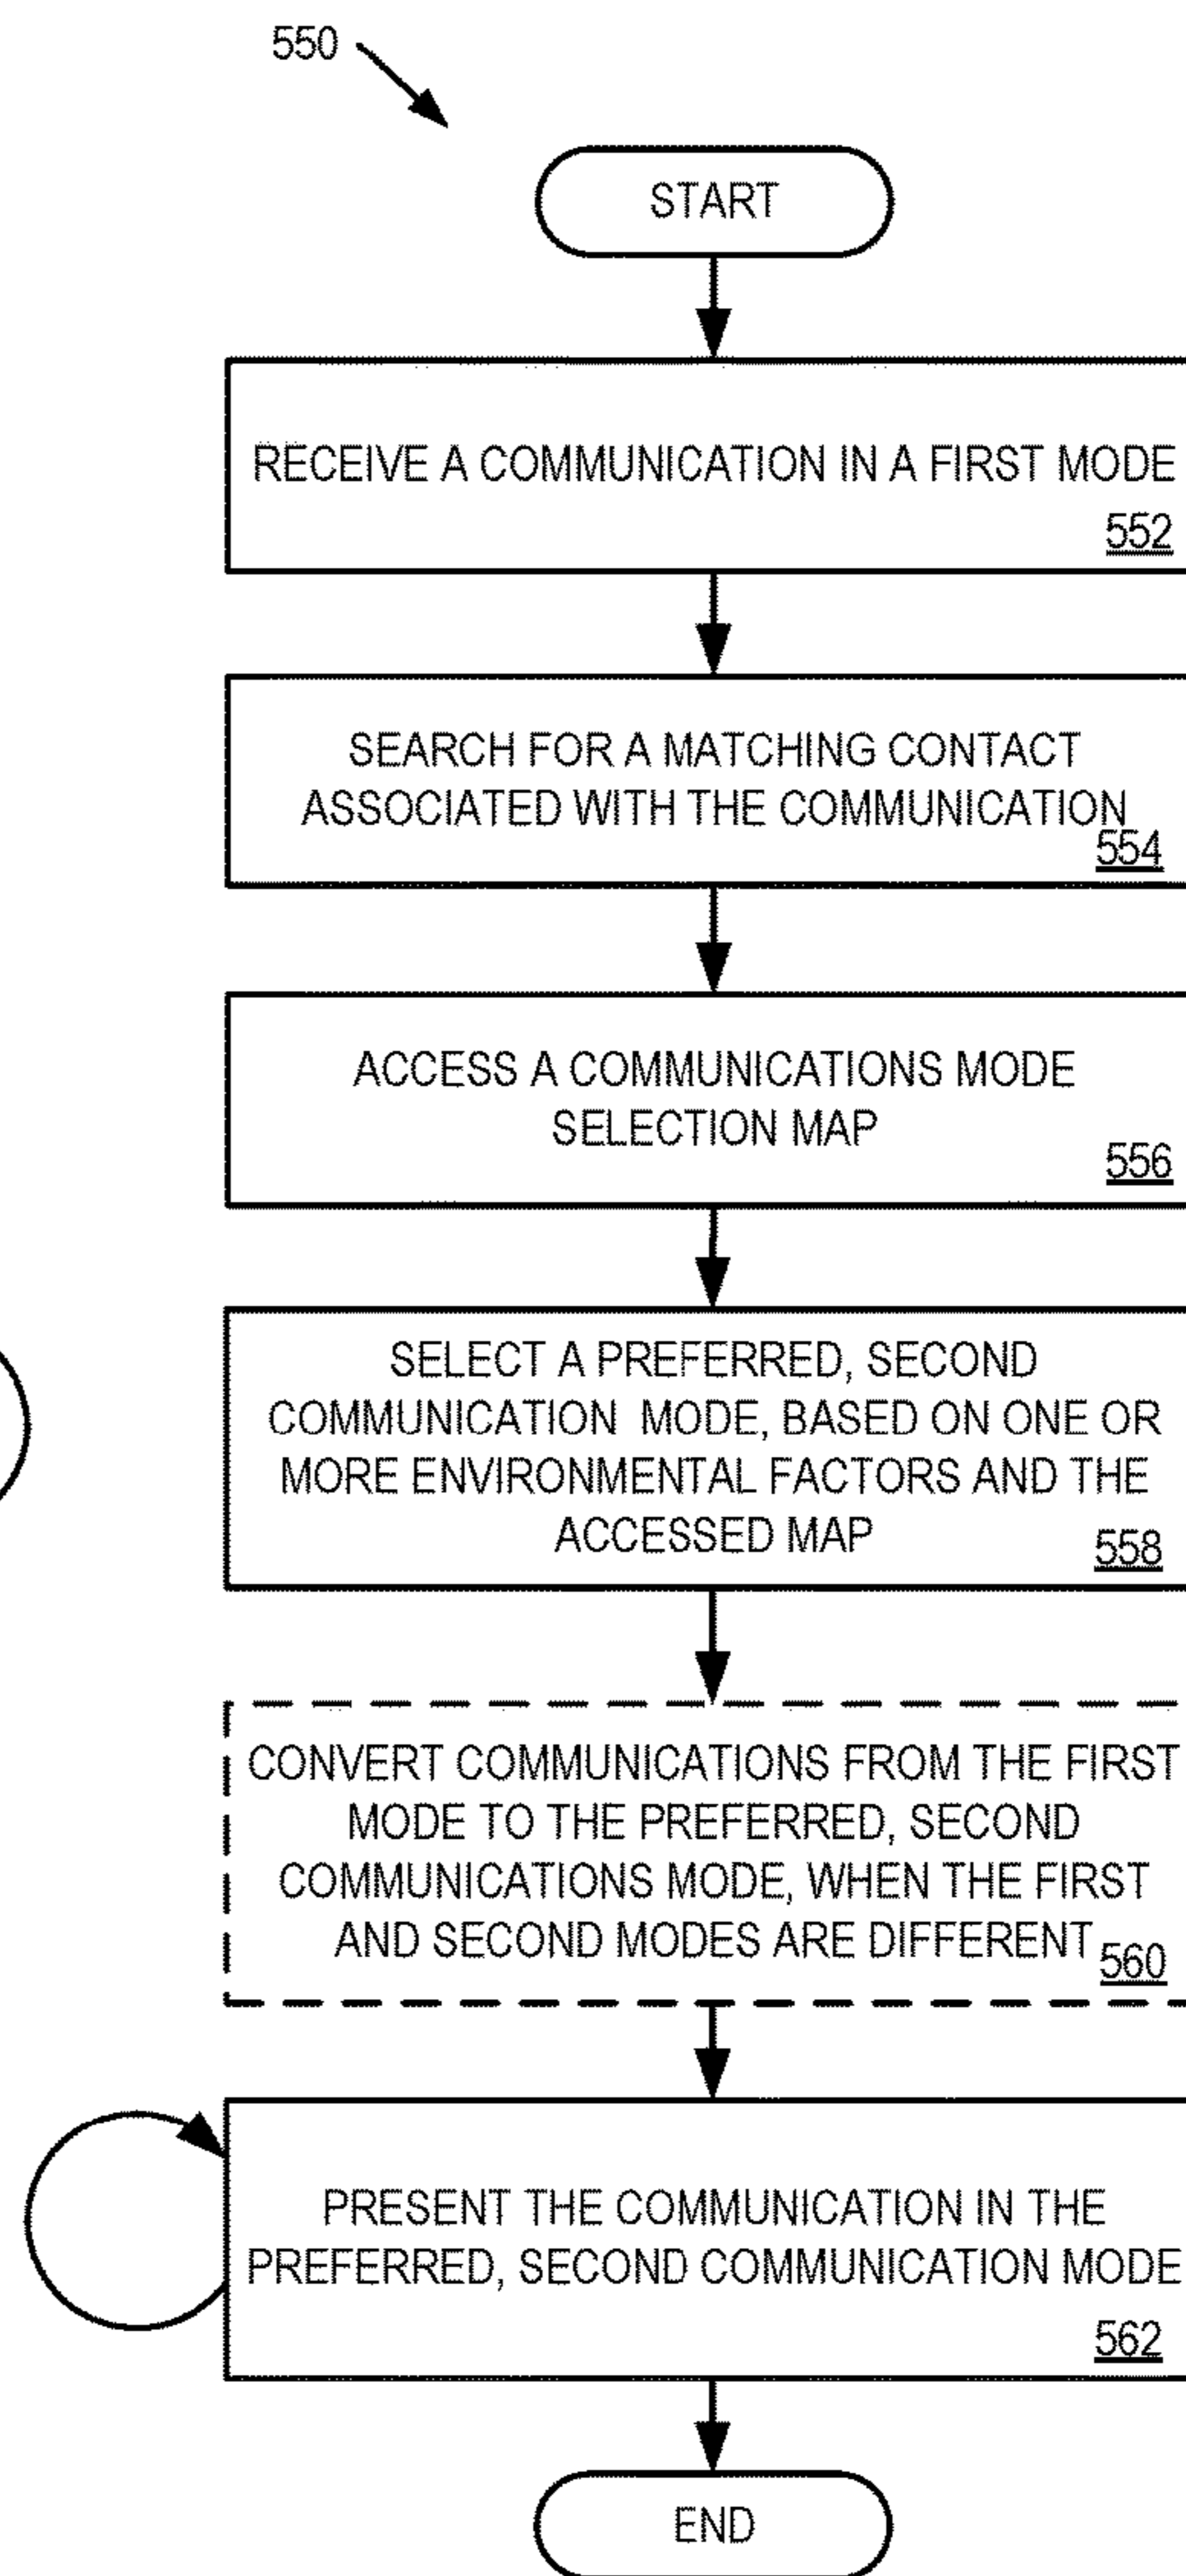 550
START
RECEIVE A COMMUNICATION IN A FIRST MODE
552
SEARCH FOR A MATCHING CONTACT
ASSOCIATED WITH THE COMMUNICATION
554
ACCESS A COMMUNICATIONS MODE
SELECTION MAP
556
SELECT A PREFERRED, SECOND
COMMUNICATION MODE, BASED ON ONE OR
MORE ENVIRONMENTAL FACTORS AND THE
ACCESSED MAP
558
CONVERT COMMUNICATIONS FROM THE FIRST
MODE TO THE PREFERRED, SECOND
COMMUNICATIONS MODE, WHEN THE FIRST
AND SECOND MODES ARE DIFFERENT
560
PRESENT THE COMMUNICATION IN THE
PREFERRED, SECOND COMMUNICATION MODE
562
END